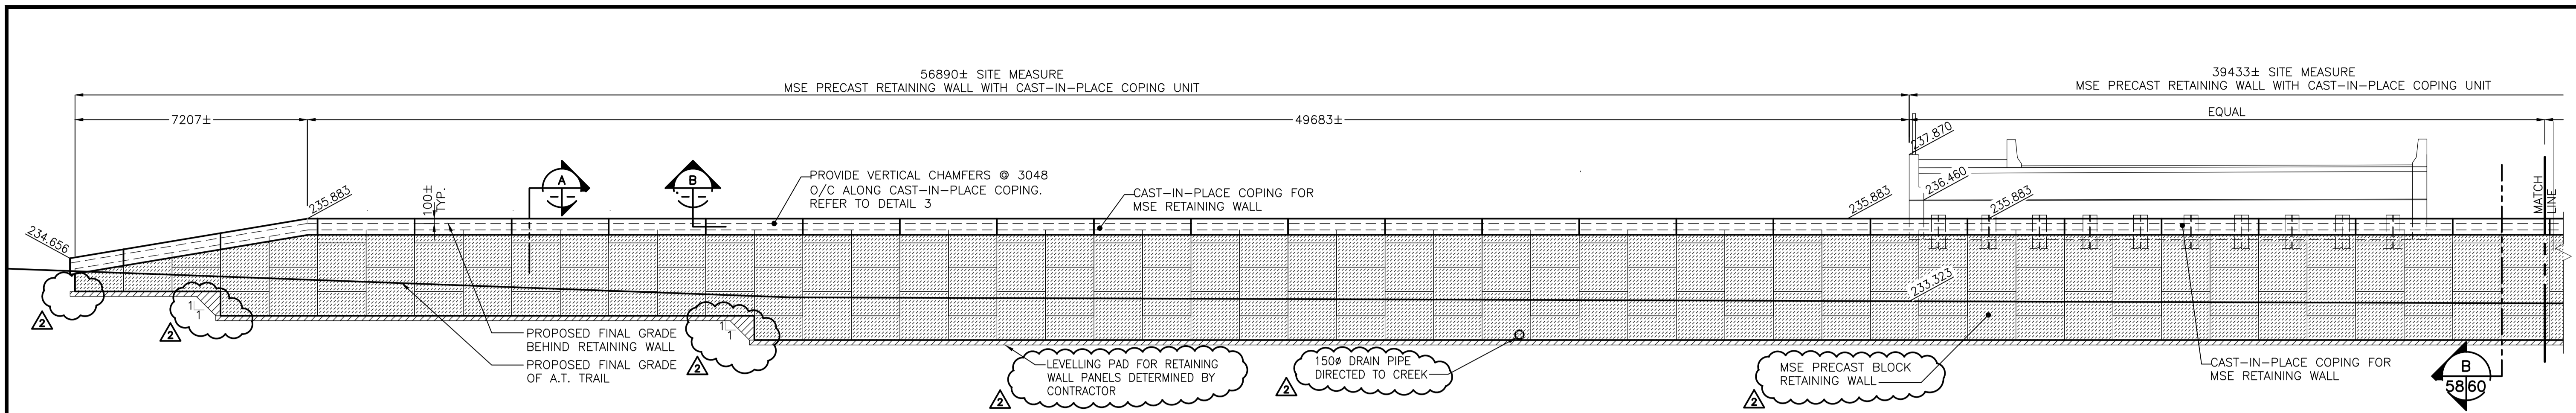 56890± SITE MEASURE
MSE PRECAST RETAINING WALL WITH CAST-IN-PLACE COPING UNIT
39433± SITE MEASURE
MSE PRECAST RETAINING WALL WITH CAST-IN-PLACE COPING UNIT
7207±
49683±
EQUAL
237.870
A
B
PROVIDE VERTICAL CHAMFERS @ 3048
O/C ALONG CAST-IN-PLACE COPING.
REFER TO DETAIL 3
CAST-IN-PLACE COPING FOR
MSE RETAINING WALL
100±
TYP.
235.883
234.656
235.883
236.460
235.883
MATCH
LINE
233.323
1
1
1
1
2
2
2
PROPOSED FINAL GRADE
BEHIND RETAINING WALL
PROPOSED FINAL GRADE
OF A.T. TRAIL
LEVELLING PAD FOR RETAINING
WALL PANELS DETERMINED BY
CONTRACTOR
2
150ø DRAIN PIPE
DIRECTED TO CREEK
2
MSE PRECAST BLOCK
RETAINING WALL
2
CAST-IN-PLACE COPING FOR
MSE RETAINING WALL
B
58 60